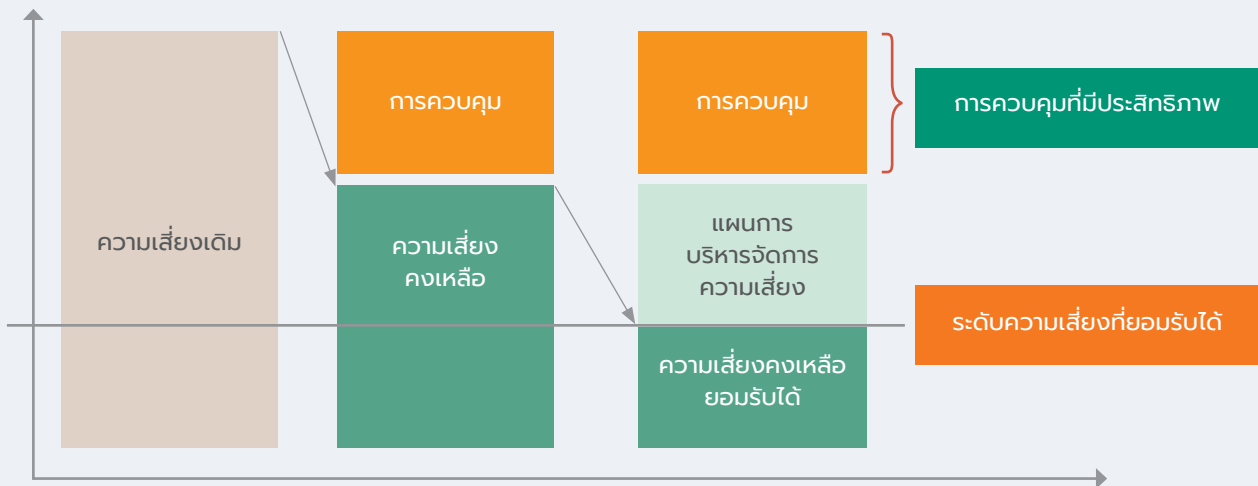 การควบคุม
การควบคุม
การควบคุมที่มีประสิทธิภาพ
ความเสี่ยงเดิม
ความเสี่ยง
คงเหลือ
แผนการ
บริหารจัดการ
ความเสี่ยง
ระดับความเสี่ยงที่ยอมรับได้
ความเสี่ยงคงเหลือ
ยอมรับได้